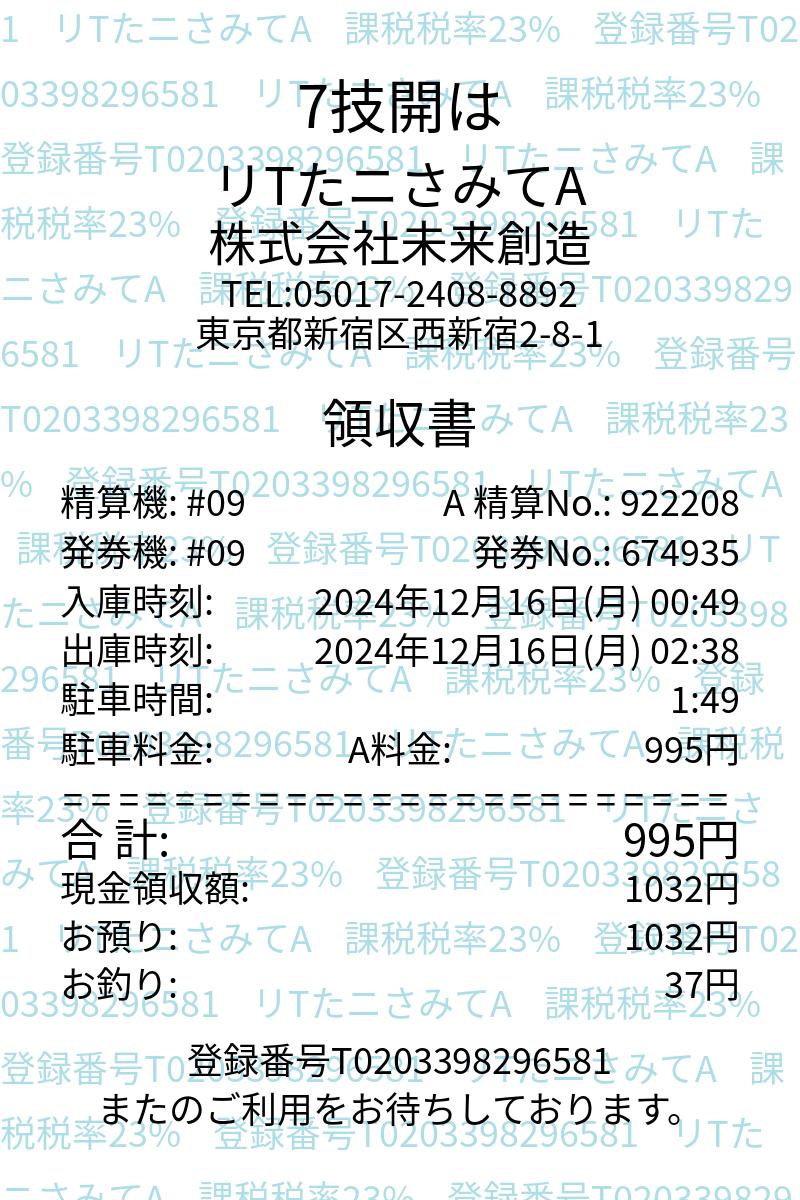 7技開は
リTたニさみてA
株式会社未来創造
TEL:05017-2408-8892
東京都新宿区西新宿2-8-1
領収書
精算機: #09 A 精算No.: 922208
発券機: #09 発券No.: 674935
入庫時刻: 2024年12月16日(月) 00:49
出庫時刻: 2024年12月16日(月) 02:38
駐車時間: 1:49
駐車料金: A料金: 995円
========================
合 計: 995円
現金領収額: 1032円
お預り: 1032円
お釣り: 37円
登録番号T0203398296581
またのご利用をお待ちしております。